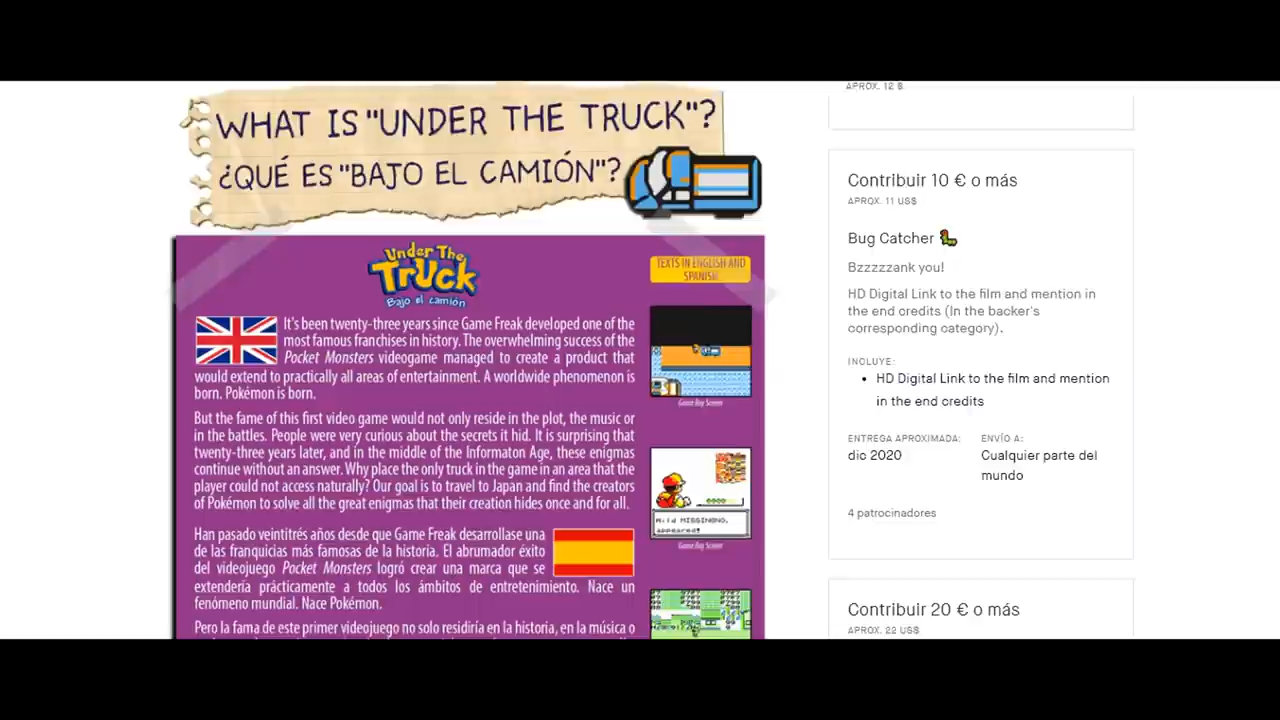 WHAT IS "UNDER THE TRUCK"?
¿QUÉ ES "BAJO EL CAMIÓN"?
Under The
Truck
Bajo el camión
TEXTS IN ENGLISH AND
SPANISH
It's been twenty-three years since Game Freak developed one of the
most famous franchises in history. The overwhelming success of the
Pocket Monsters videogame managed to create a product that
would extend to practically all areas of entertainment. A worldwide phenomenon is
born. Pokémon is born.
But the fame of this first video game would not only reside in the plot, the music or
in the battles. People were very curious about the secrets it hid. It is surprising that
twenty-three years later, and in the middle of the Informaton Age, these enigmas
continue without an answer. Why place the only truck in the game in an area that the
player could not access naturally? Our goal is to travel to Japan and find the creators
of Pokémon to solve all the great enigmas that their creation hides once and for all.
Han pasado veintitrés años desde que Game Freak desarrollase una
de las franquicias más famosas de la historia. El abrumador éxito
del videojuego Pocket Monsters logró crear una marca que se
extendería prácticamente a todos los ámbitos de entretenimiento. Nace un
fenómeno mundial. Nace Pokémon.
Pero la fama de este primer videojuego no solo residiría en la historia, en la música o
Game Boy Screen
Wild MISSINGNO.
appeared!
Game Boy Screen
APROX. 12 $
Contribuir 10 € o más
APROX. 11 US$
Bug Catcher
Bzzzzzank you!
HD Digital Link to the film and mention in
the end credits (In the backer's
corresponding category).
INCLUYE:
• HD Digital Link to the film and mention
in the end credits
ENTREGA APROXIMADA:
dic 2020
ENVÍO A:
Cualquier parte del
mundo
4 patrocinadores
Contribuir 20 € o más
APROX. 22 US$